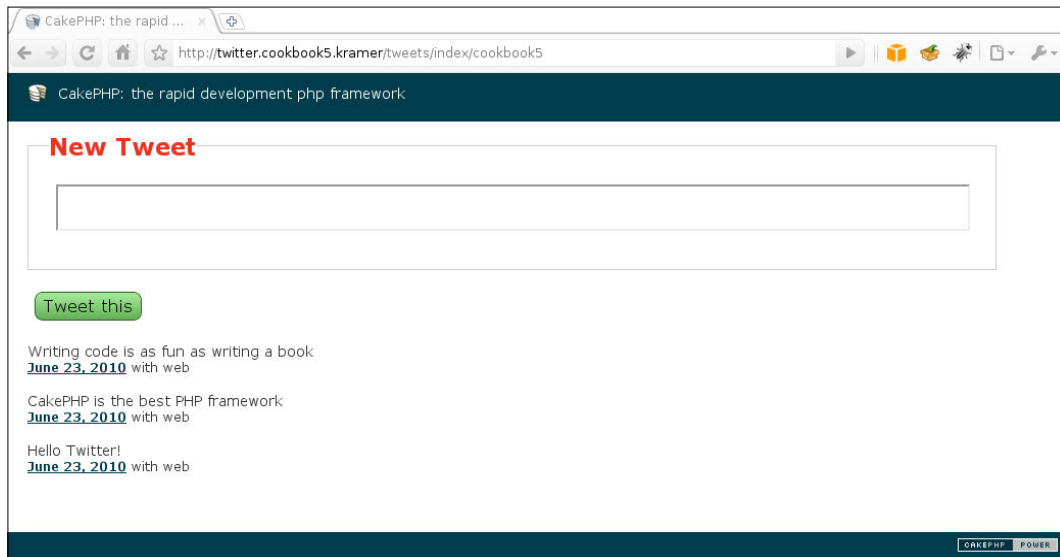 CakePHP: the rapid ...
http://twitter.cookbook5.kramer/tweets/index/cookbook5
CakePHP: the rapid development php framework
New Tweet
Tweet this
Writing code is as fun as writing a book
June 23, 2010 with web
CakePHP is the best PHP framework
June 23, 2010 with web
Hello Twitter!
June 23, 2010 with web
CAKEPHP POWER